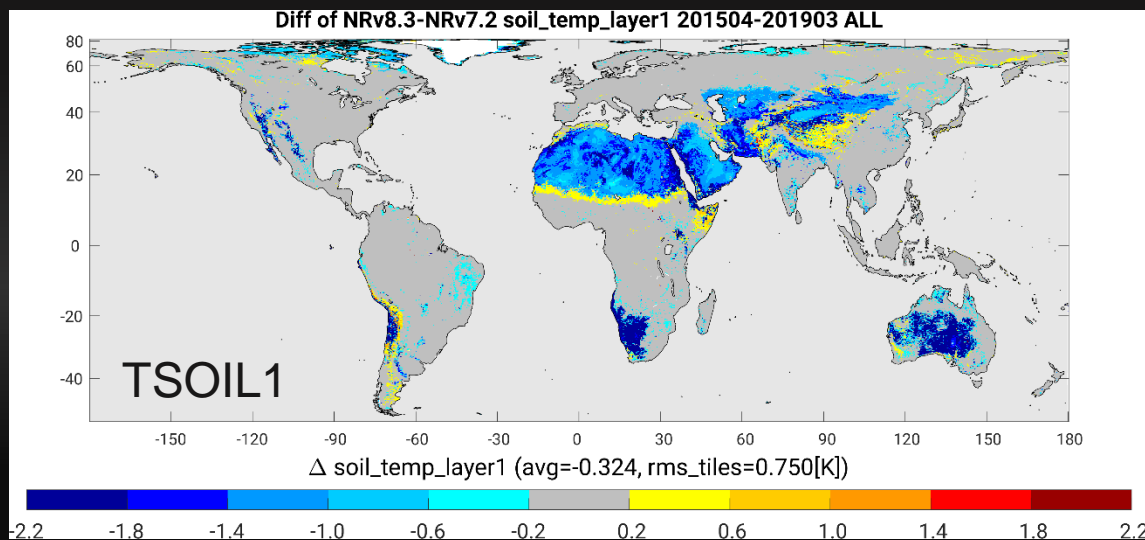 Diff of NRv8.3-NRv7.2 soil_temp_layer1 201504-201903 ALL
80
60
40
20
0
-20
-40
TSOIL1
-150 -120 -90 -60 -30 0 30 60 90 120 150 180
Δ soil_temp_layer1 (avg=-0.324, rms_tiles=0.750[K])
-2.2 -1.8 -1.4 -1.0 -0.6 -0.2 0.2 0.6 1.0 1.4 1.8 2.2